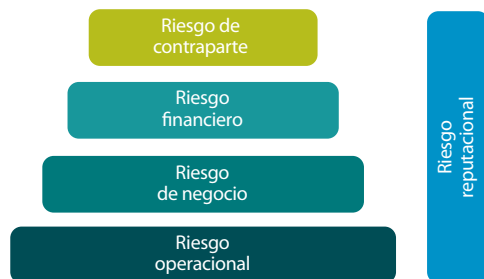 Riesgo de
contraparte
Riesgo
financiero
Riesgo
de negocio
Riesgo
operacional
Riesgo
reputacional